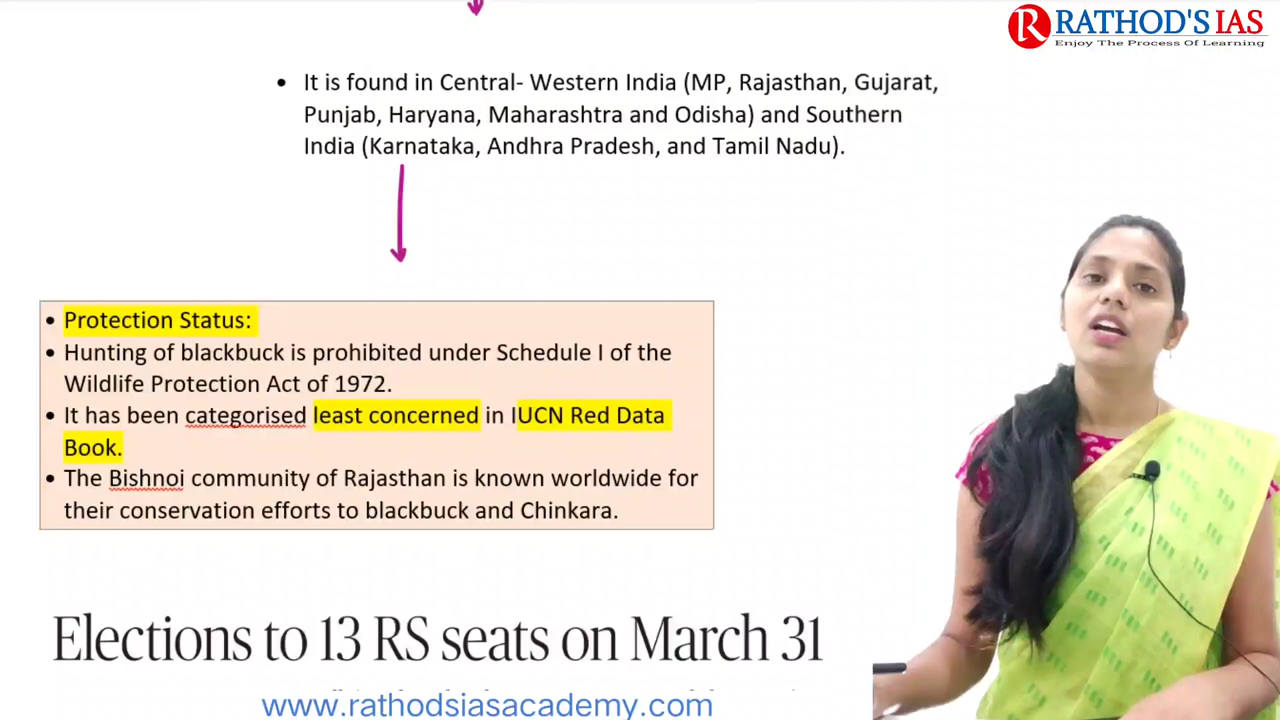 R RATHOD'S IAS
Enjoy The Process Of Learning
• It is found in Central- Western India (MP, Rajasthan, Gujarat,
Punjab, Haryana, Maharashtra and Odisha) and Southern
India (Karnataka, Andhra Pradesh, and Tamil Nadu).
• Protection Status:
• Hunting of blackbuck is prohibited under Schedule I of the
Wildlife Protection Act of 1972.
• It has been categorised least concerned in IUCN Red Data
Book.
• The Bishnoi community of Rajasthan is known worldwide for
their conservation efforts to blackbuck and Chinkara.
Elections to 13 RS seats on March 31
www.rathodsiasacademy.com